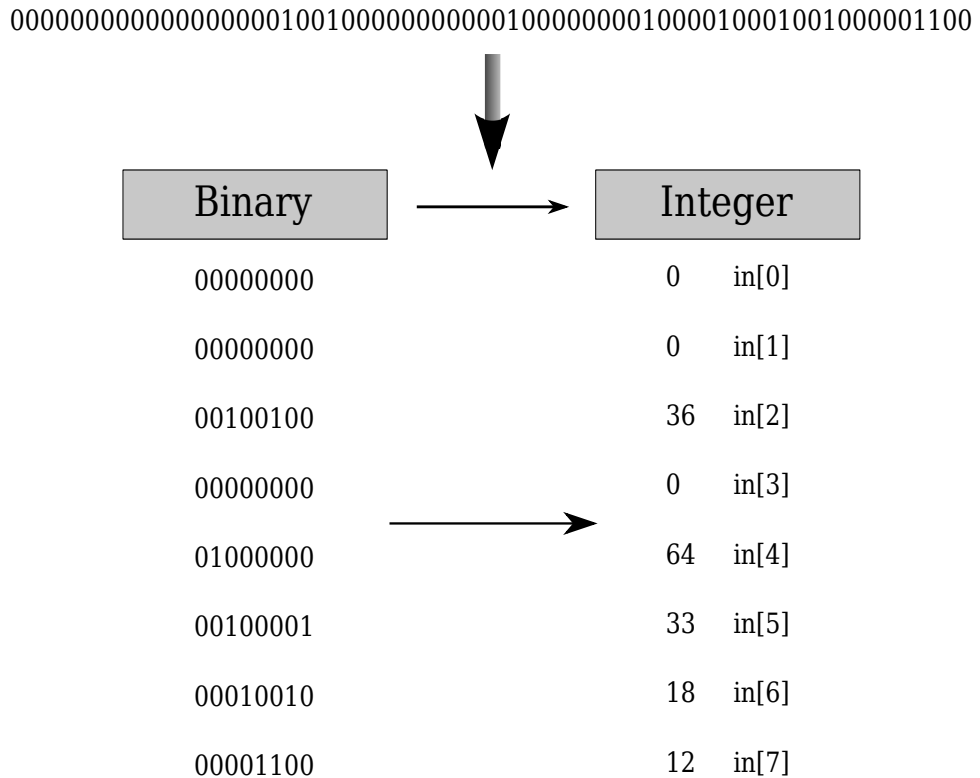 0000000000000000001001000000000001000000001000010001001000001100
Binary Integer
00000000 0 in[0]
00000000 0 in[1]
00100100 36 in[2]
00000000 0 in[3]
01000000 64 in[4]
00100001 33 in[5]
00010010 18 in[6]
00001100 12 in[7]